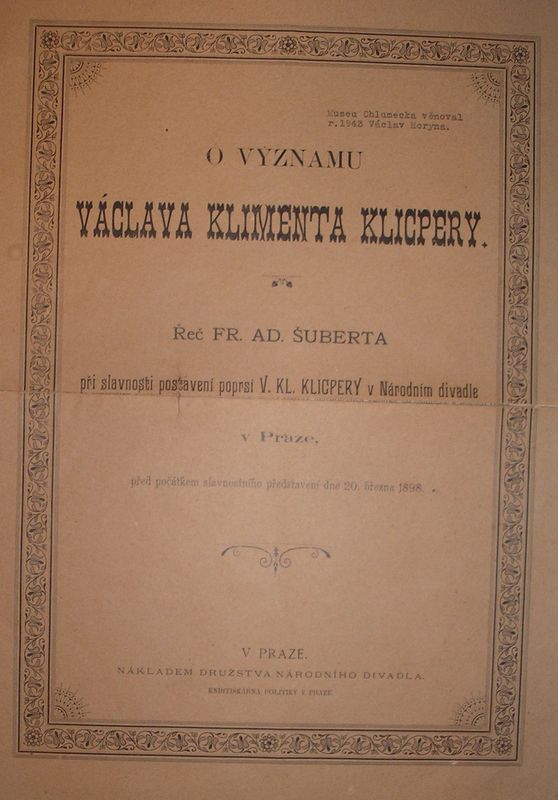 Museu Chlumecka věnoval
r.1943 Václav Horyna.
O VÝZNAMU
VÁCLAVA KLIMENTA KLICPERY.
Řeč FR. AD. ŠUBERTA
při slavnosti postavení poprsí V. KL. KLICPERY v Národním divadle
v Praze,
před počátkem slavnostního představení dne 20. března 1898.
V PRAZE.
NÁKLADEM DRUŽSTVA NÁRODNÍHO DIVADLA.
KNIHTISKÁRNA POLITIKY V PRAZE.